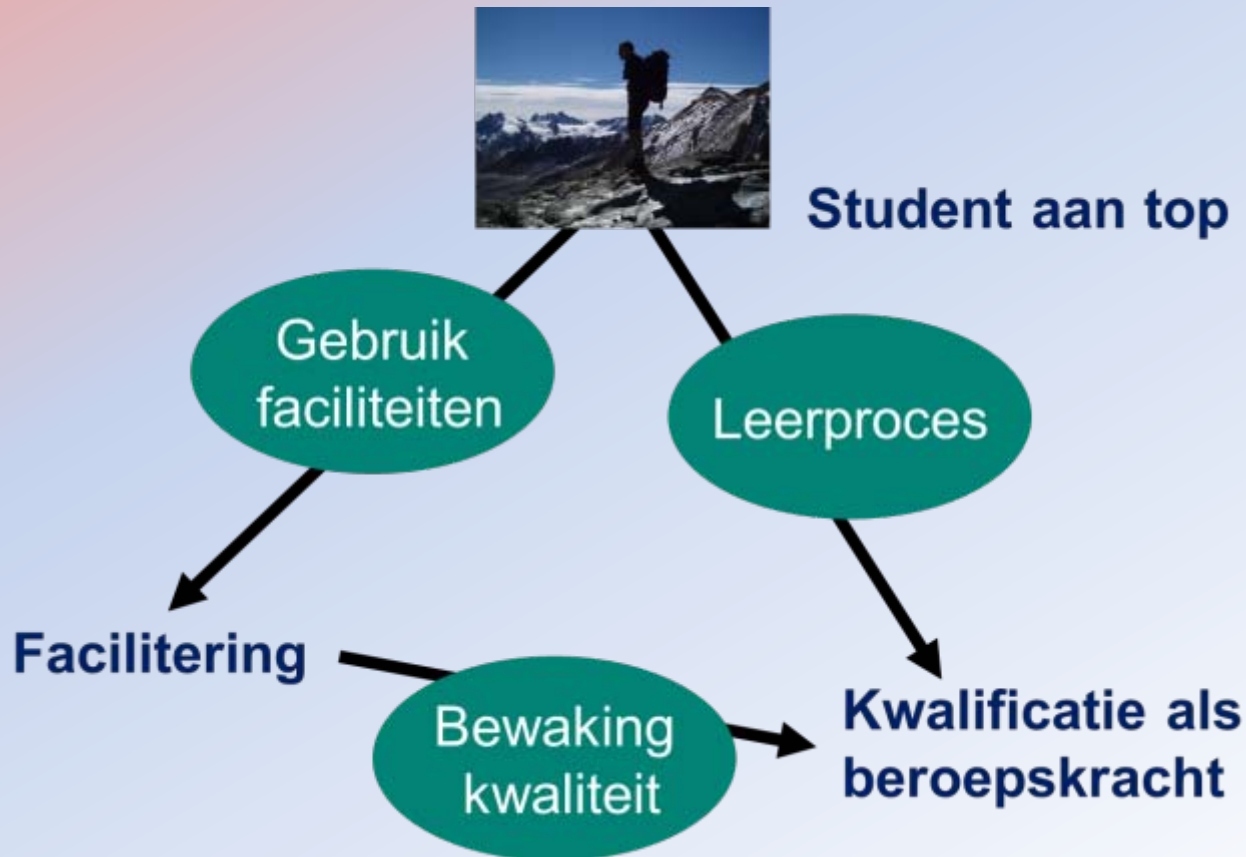 Student aan top
Gebruik
faciliteiten
Leerproces
Facilitering
Bewaking
kwaliteit
Kwalificatie als
beroepskracht